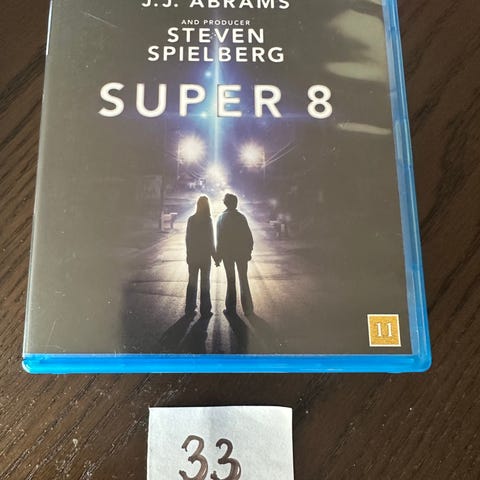 J.J. ABRAMS
AND PRODUCER
STEVEN
SPIELBERG
SUPER 8
11
33